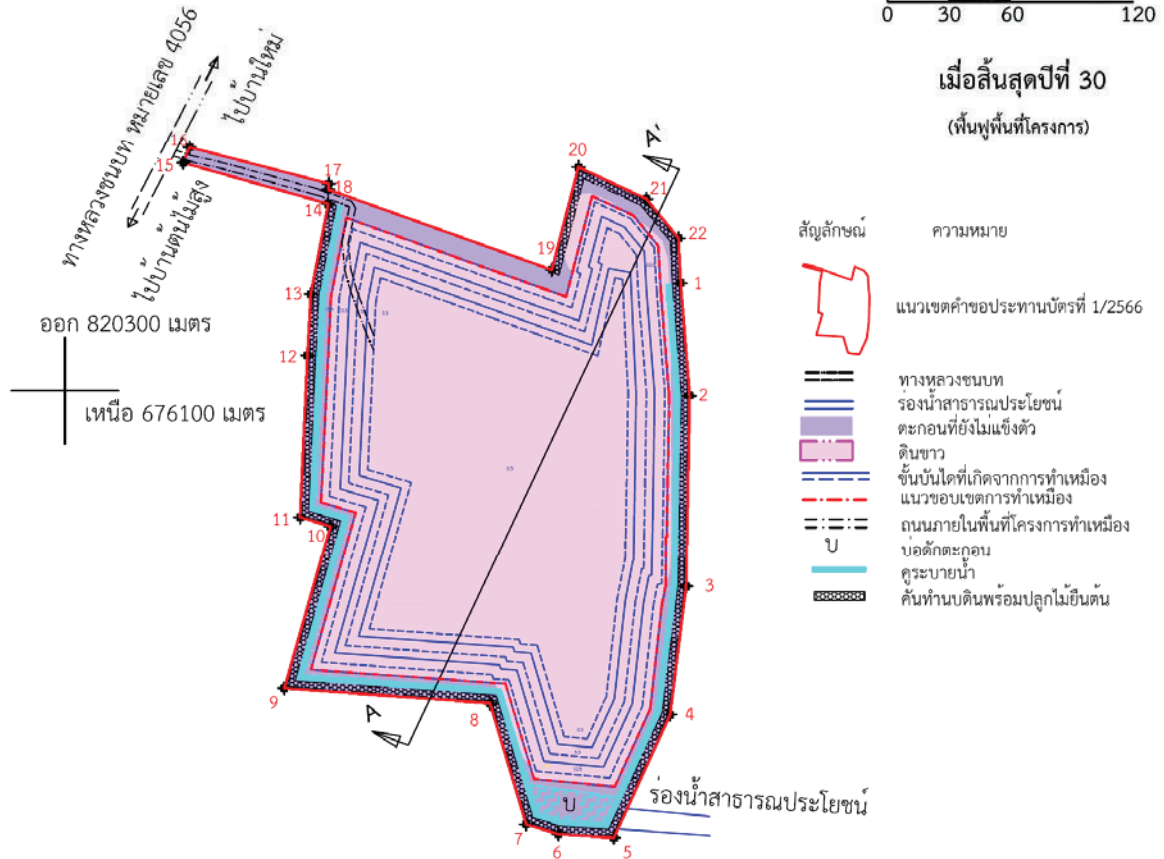 0 30 60 120
เมื่อสิ้นสุดปีที่ 30
(ฟื้นฟูพื้นที่โครงการ)
ทางหลวงชนบท หมายเลข 4056
ไปบ้านใหม่
ไปบ้านต้นไม้สูง
16
15
17
18
14
13
12
11
10
9
8
7
6
5
4
3
2
1
22
21
20
19
A'
A
ออก 820300 เมตร
เหนือ 676100 เมตร
บ
ร่องน้ำสาธารณประโยชน์
สัญลักษณ์ ความหมาย
แนวเขตคำขอประทานบัตรที่ 1/2566
ทางหลวงชนบท
ร่องน้ำสาธารณประโยชน์
ตะกอนที่ยังไม่แข็งตัว
ดินขาว
ขั้นบันไดที่เกิดจากการทำเหมือง
แนวขอบเขตการทำเหมือง
ถนนภายในพื้นที่โครงการทำเหมือง
บ บ่อดักตะกอน
คูระบายน้ำ
คันทำนบดินพร้อมปลูกไม้ยืนต้น